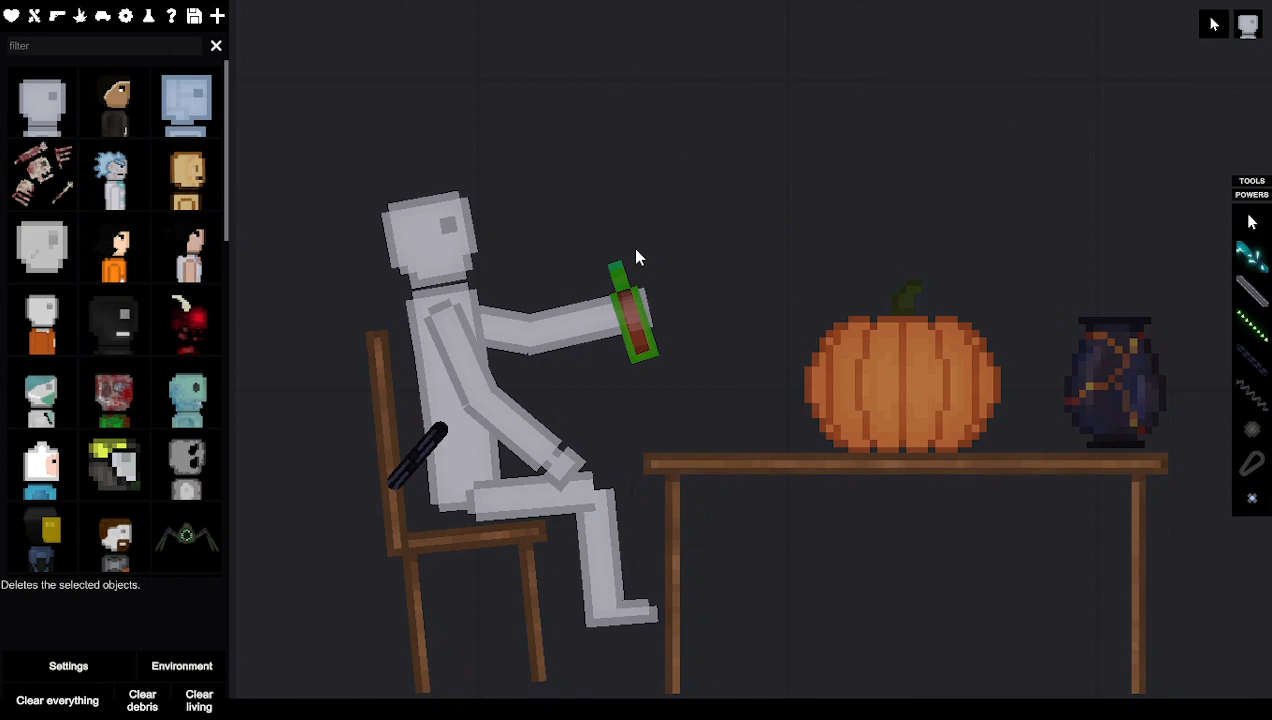 filter
TOOLS
POWERS
Deletes the selected objects.
Settings
Environment
Clear everything
Clear
debris
Clear
living